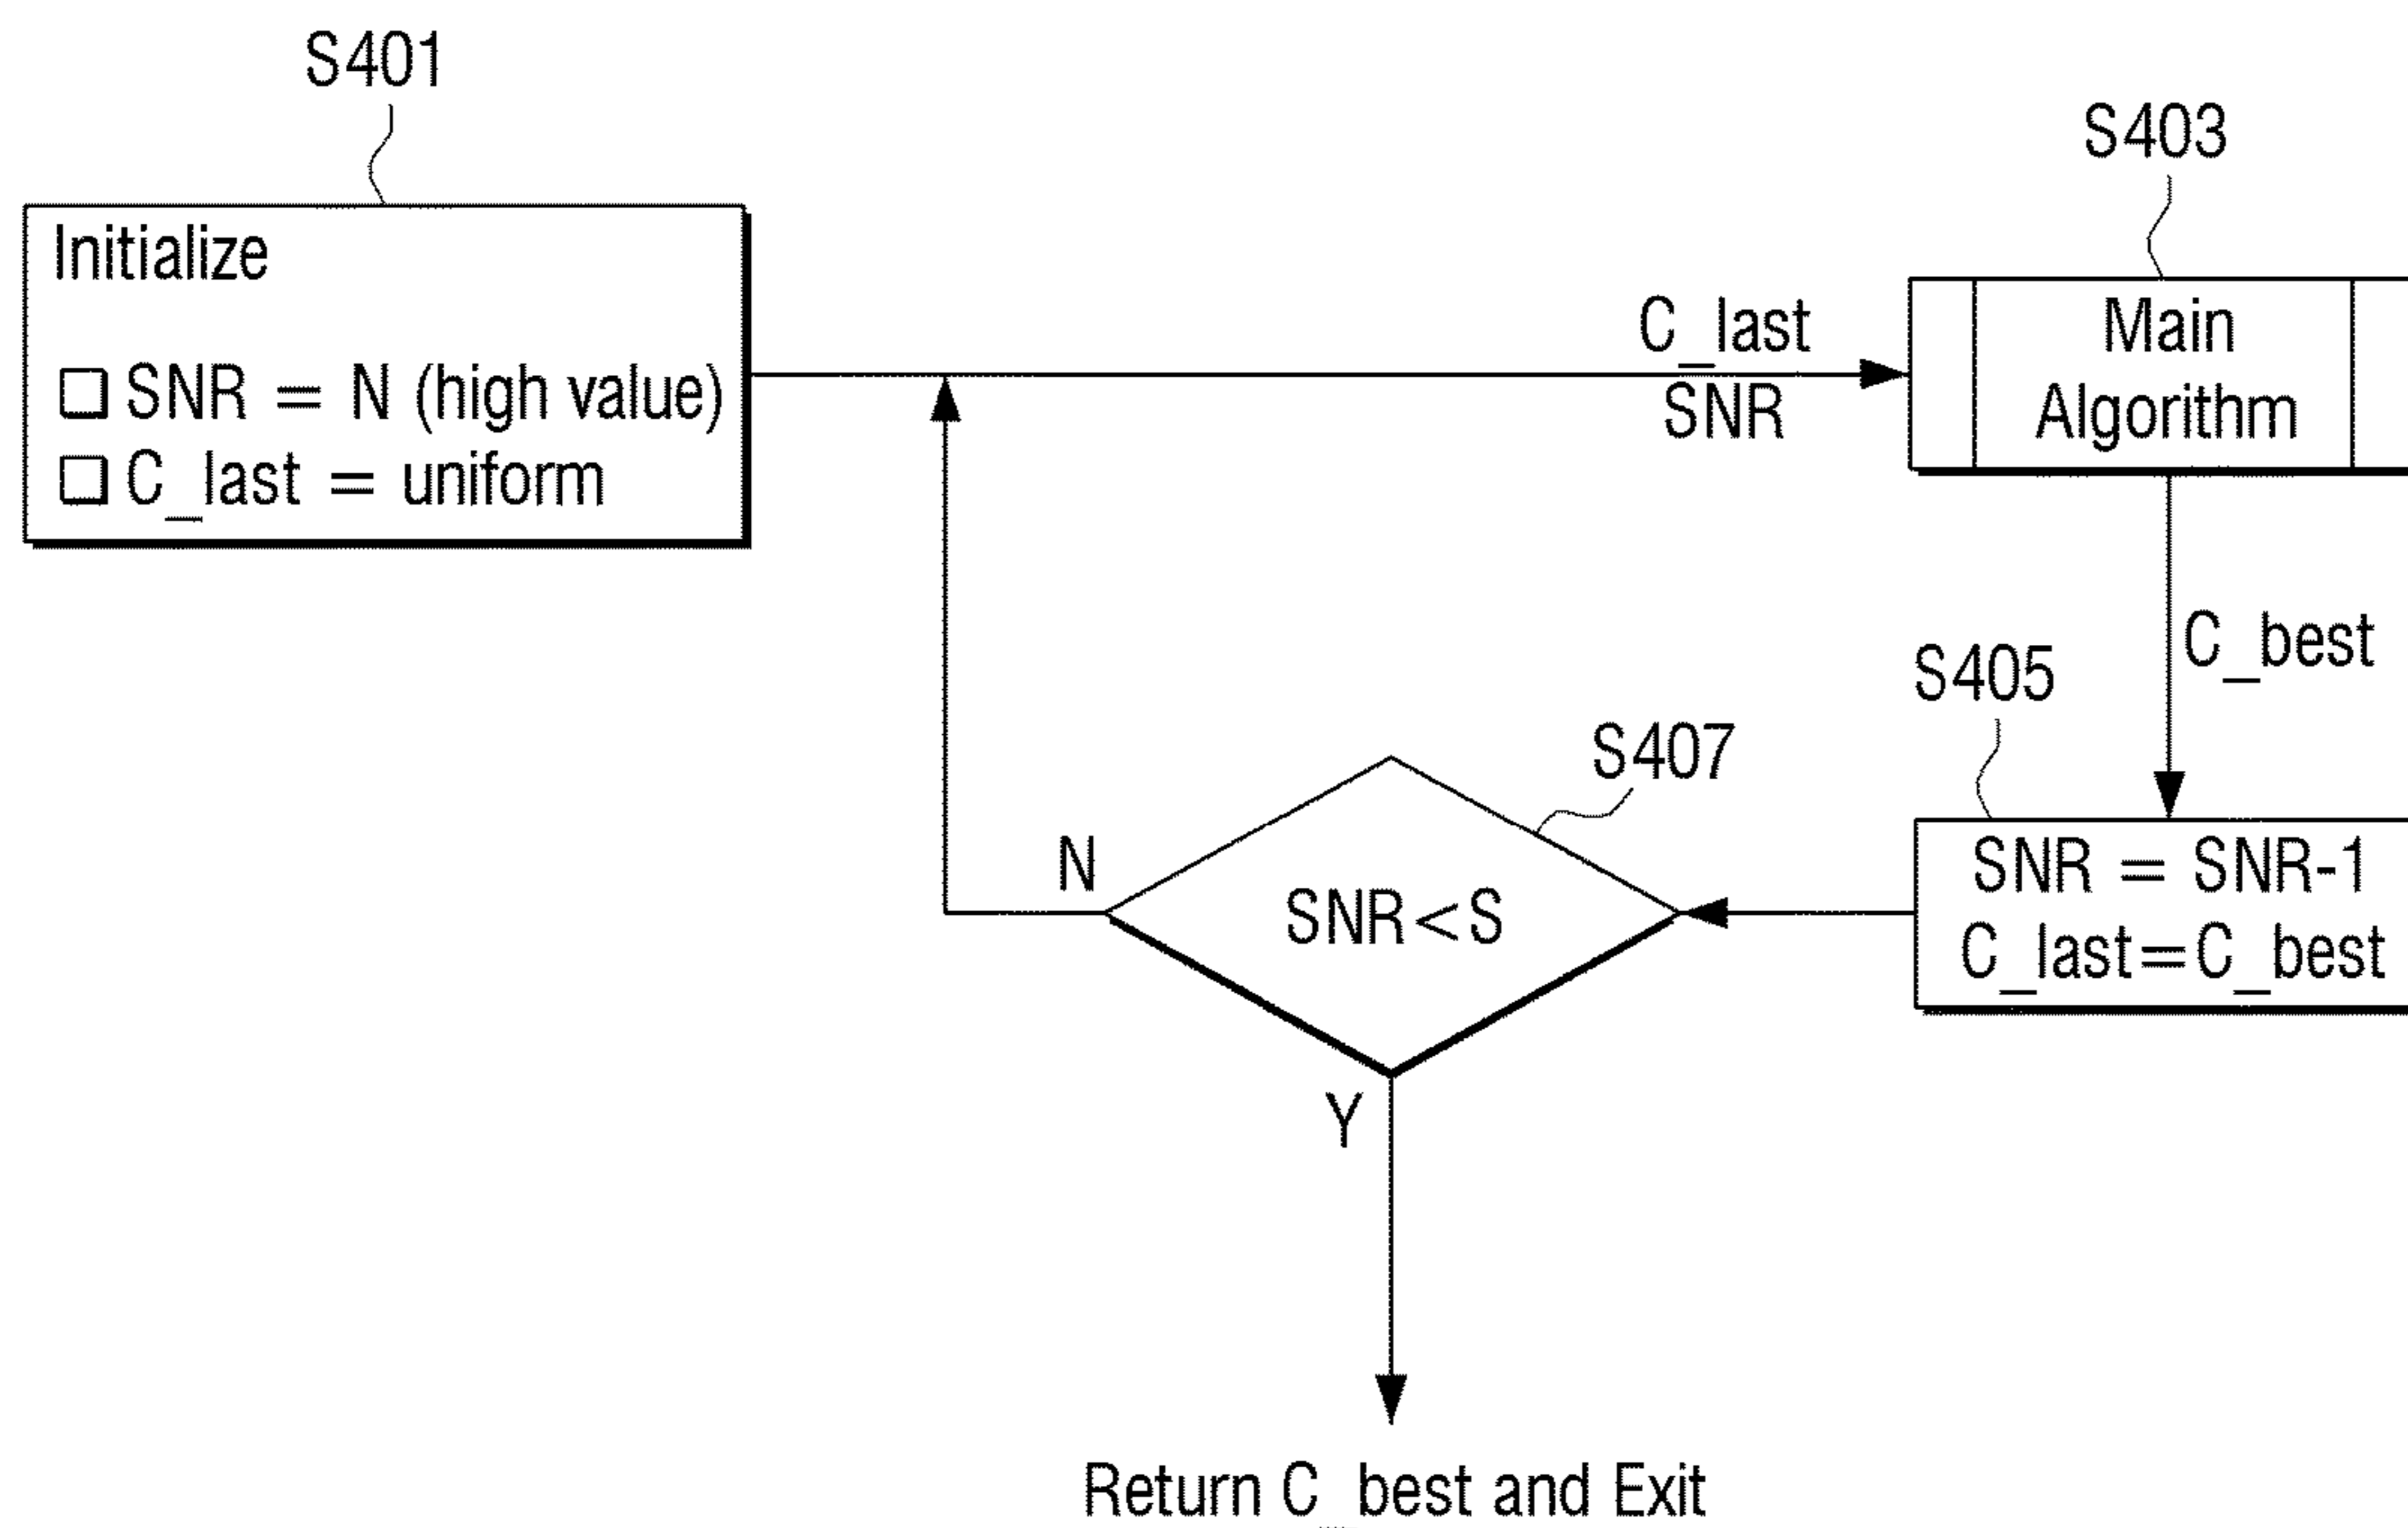 S401
Initialize
SNR = N (high value)
C_last = uniform
C_last
SNR
S403
Main
Algorithm
C_best
S405
SNR = SNR-1
C_last=C_best
S407
SNR<S
N
Y
Return C_best and Exit